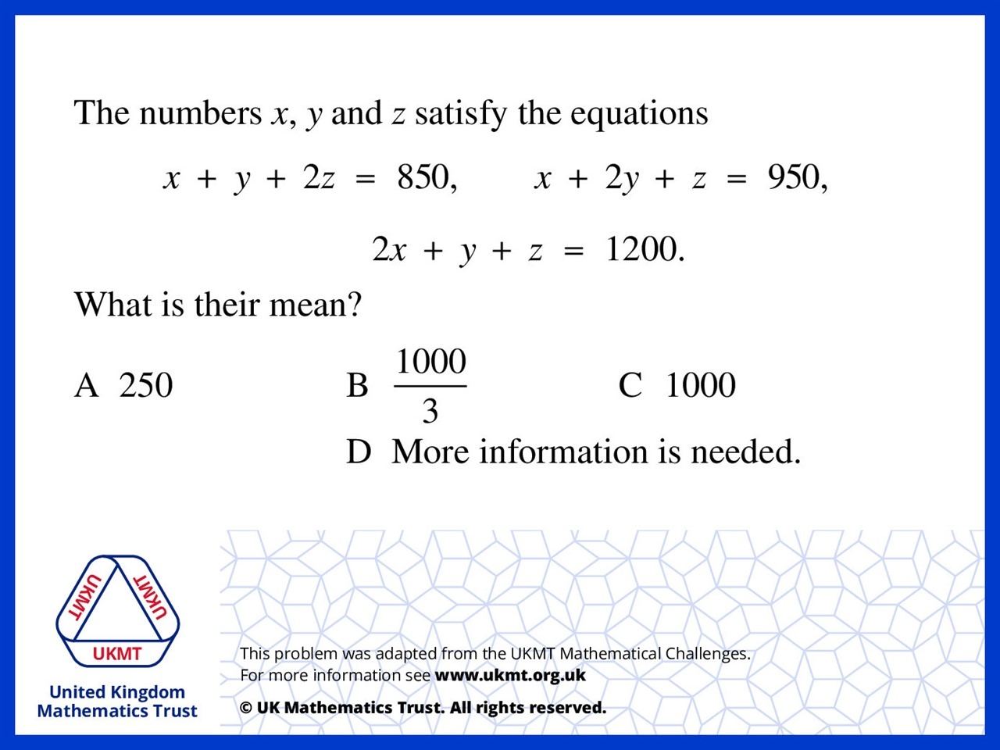 The numbers x, y and z satisfy the equations
x + y + 2z = 850, x + 2y + z = 950,
2x + y + z = 1200.
What is their mean?
A 250 B 1000/3 C 1000
D More information is needed.
UKMT UKMT
UKMT
United Kingdom
Mathematics Trust
This problem was adapted from the UKMT Mathematical Challenges.
For more information see www.ukmt.org.uk
© UK Mathematics Trust. All rights reserved.